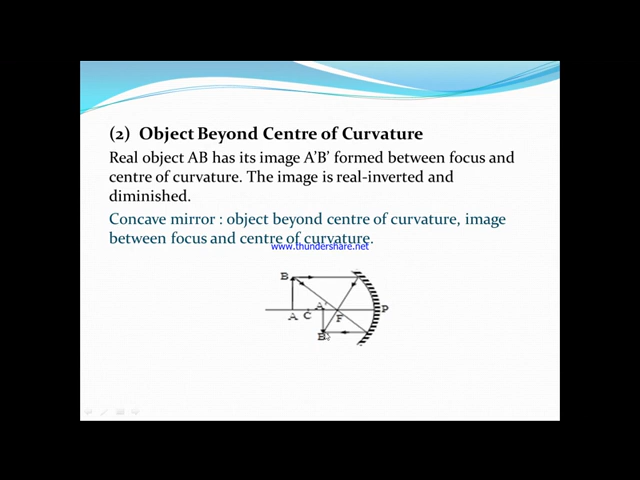 (2) Object Beyond Centre of Curvature
Real object AB has its image A’B’ formed between focus and
centre of curvature. The image is real-inverted and
diminished.
Concave mirror : object beyond centre of curvature, image
between focus and centre of curvature.
www.thundershare.net
B
A C A' F P
B'